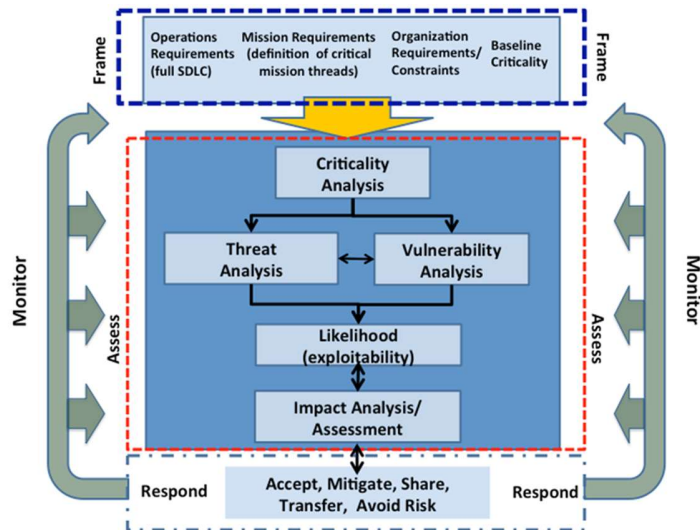 Frame
Operations
Requirements
(full SDLC)
Mission Requirements
(definition of critical
mission threads)
Organization
Requirements/
Constraints
Baseline
Criticality
Frame
Criticality
Analysis
Threat
Analysis
Vulnerability
Analysis
Likelihood
(exploitability)
Impact Analysis/
Assessment
Monitor
Assess
Assess
Monitor
Respond
Accept, Mitigate, Share,
Transfer, Avoid Risk
Respond